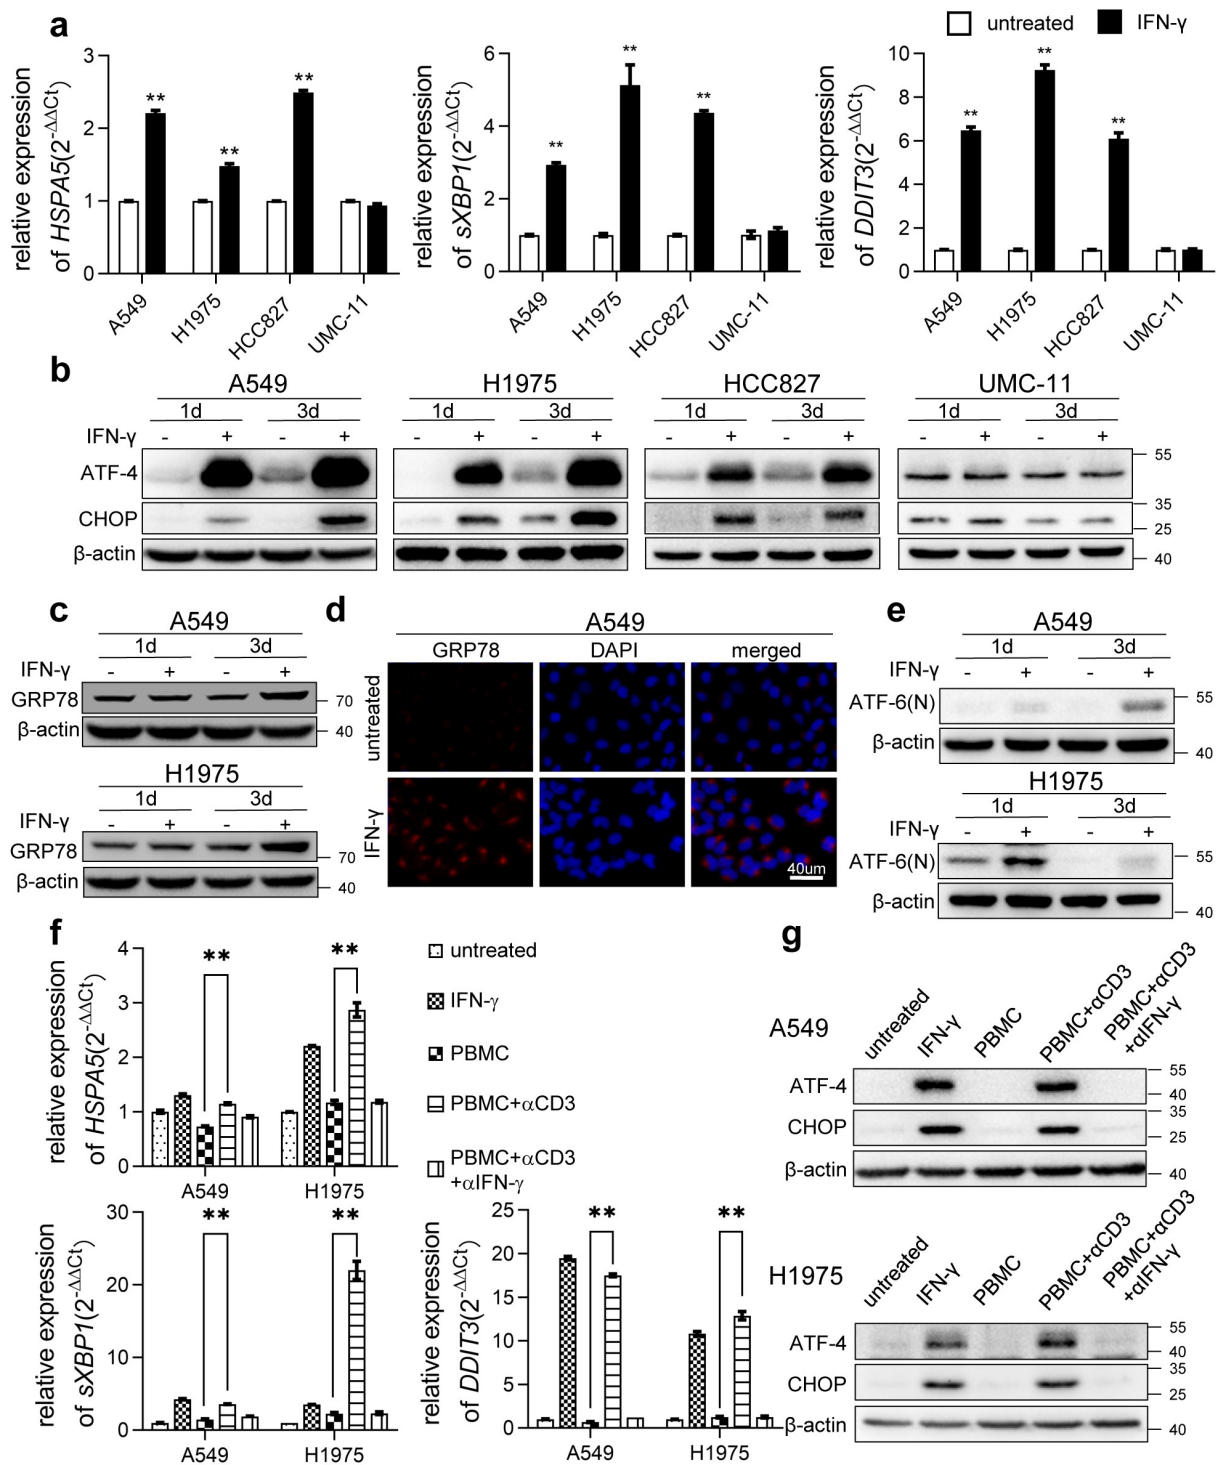 a
untreated
IFN-γ
relative expression
of HSPA5(2-ΔΔCt)
3
2
1
0
**
**
**
A549
H1975
HCC827
UMC-11
relative expression
of sXBP1(2-ΔΔCt)
6
4
2
0
**
**
**
A549
H1975
HCC827
UMC-11
relative expression
of DDIT3(2-ΔΔCt)
10
8
6
4
2
0
**
**
**
A549
H1975
HCC827
UMC-11
b
A549 H1975 HCC827 UMC-11
1d 3d 1d 3d 1d 3d 1d 3d
IFN-γ - + - + - + - + - + - + - + - +
ATF-4 55
CHOP 35
25
β-actin 40
c
A549
1d 3d
IFN-γ - + - +
GRP78 70
β-actin 40
H1975
1d 3d
IFN-γ - + - +
GRP78 70
β-actin 40
d
A549
GRP78 DAPI merged
untreated
IFN-γ
40um
e
A549
1d 3d
IFN-γ - + - +
ATF-6(N) 55
β-actin 40
H1975
1d 3d
IFN-γ - + - +
ATF-6(N) 55
β-actin 40
f
relative expression
of HSPA5(2-ΔΔCt)
4
3
2
1
0
** **
A549 H1975
untreated
IFN-γ
PBMC
PBMC+αCD3
PBMC+αCD3
+αIFN-γ
relative expression
of sXBP1(2-ΔΔCt)
30
20
10
0
** **
A549 H1975
relative expression
of DDIT3(2-ΔΔCt)
25
20
15
10
5
0
** **
A549 H1975
g
A549
untreated
IFN-γ
PBMC
PBMC+αCD3
PBMC+αCD3
+αIFN-γ
ATF-4 55
40
CHOP 35
25
β-actin 40
H1975
untreated
IFN-γ
PBMC
PBMC+αCD3
PBMC+αCD3
+αIFN-γ
ATF-4 55
40
CHOP 35
25
β-actin 40